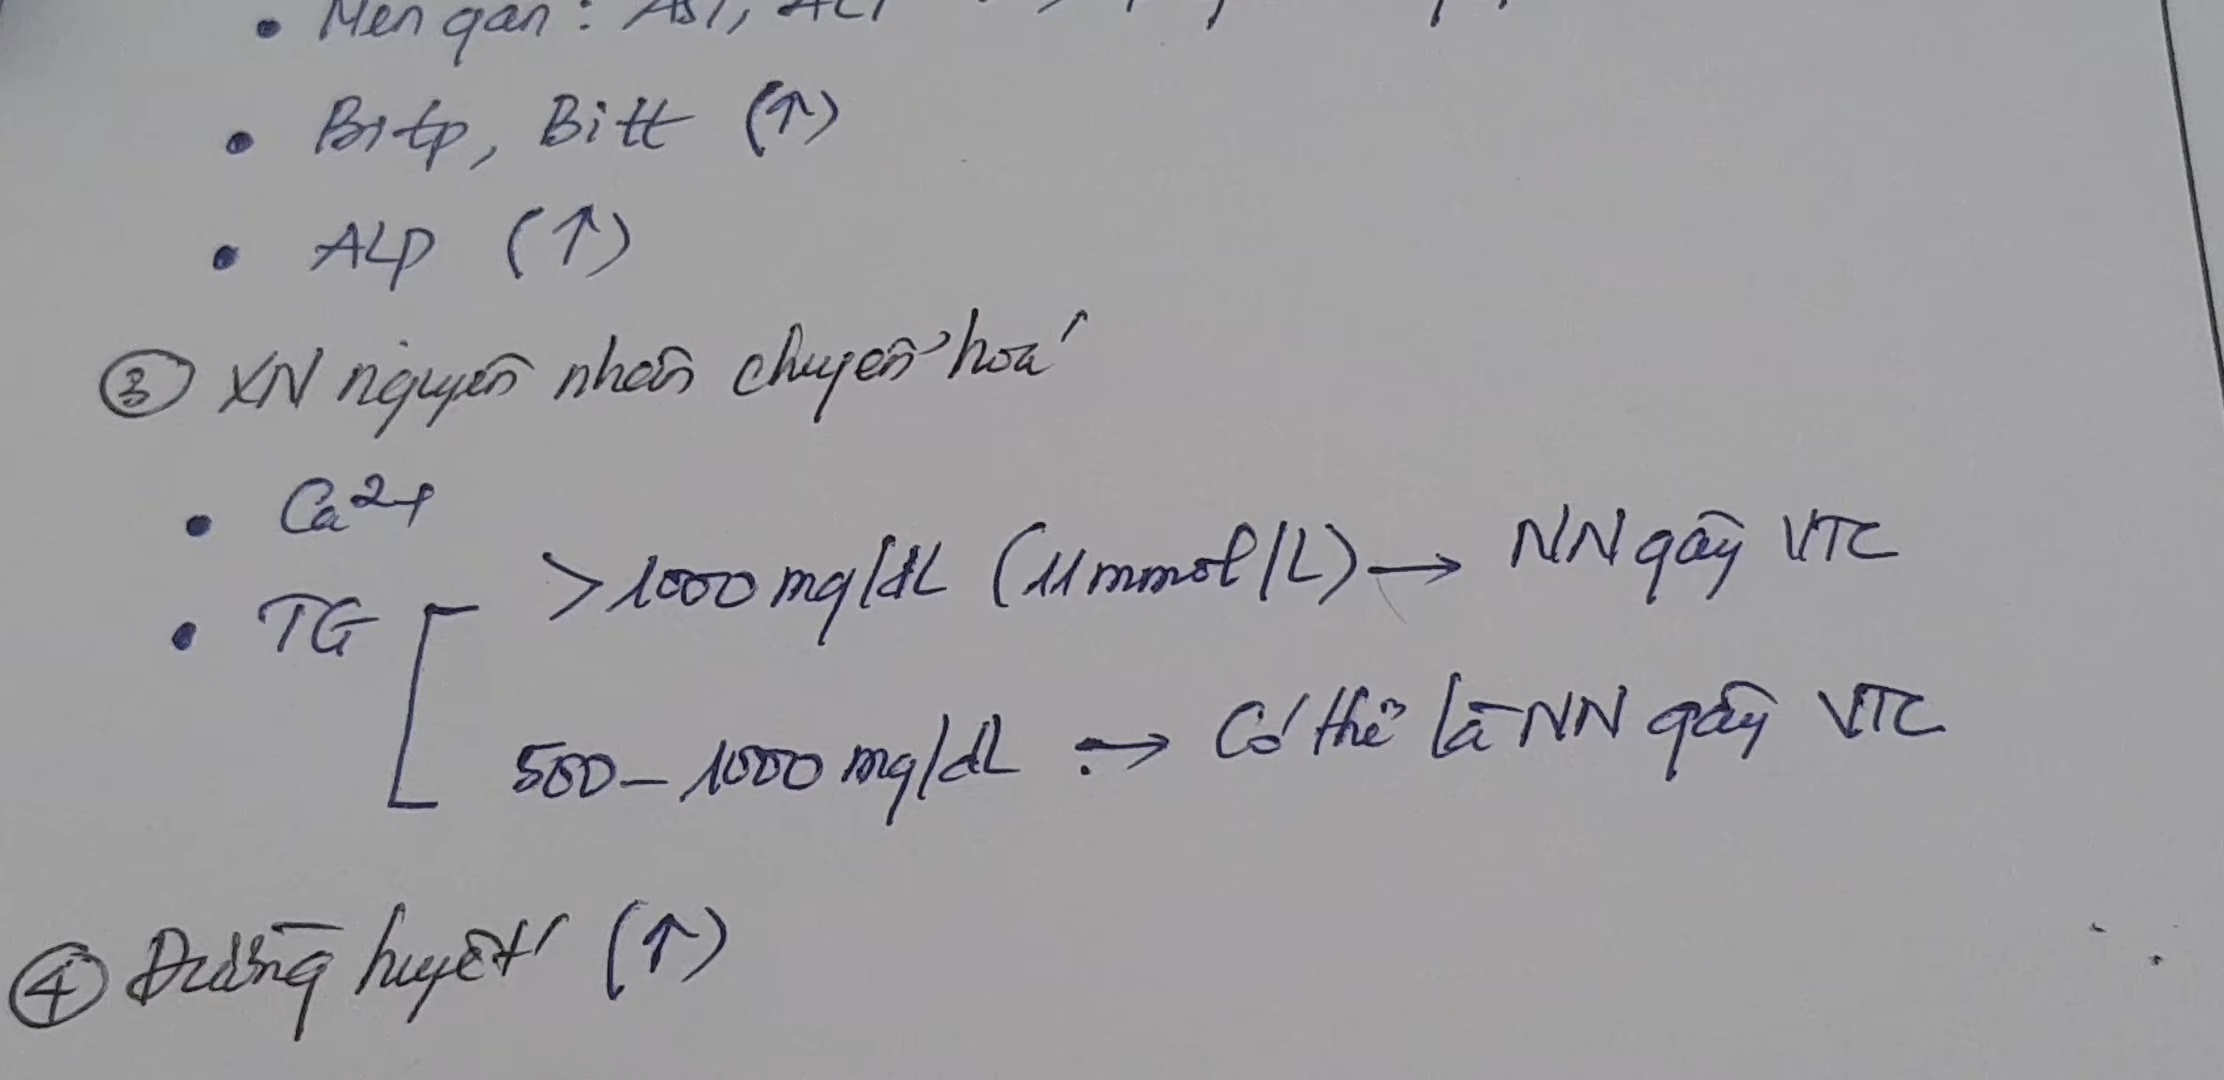 • Men gan: AST, ALT
• Bitp, Bitt (↑)
• ALP (↑)
③ XN nguyên nhân chuyển hoá
• Ca²⁺
• TG
> 1000 mg/dL (11 mmol/L) → NN gây VTC
500 - 1000 mg/dL → Có thể là NN gây VTC
④ Đường huyết (↑)